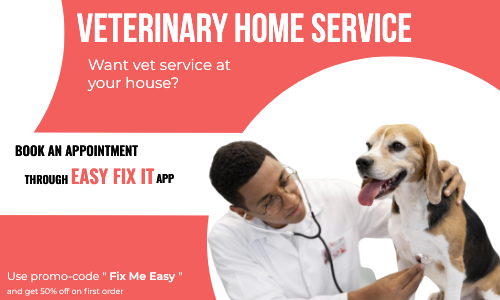 VETERINARY HOME SERVICE
Want vet service at
your house?
BOOK AN APPOINTMENT
THROUGH EASY FIX IT APP
Use promo-code " Fix Me Easy "
and get 50% off on first order